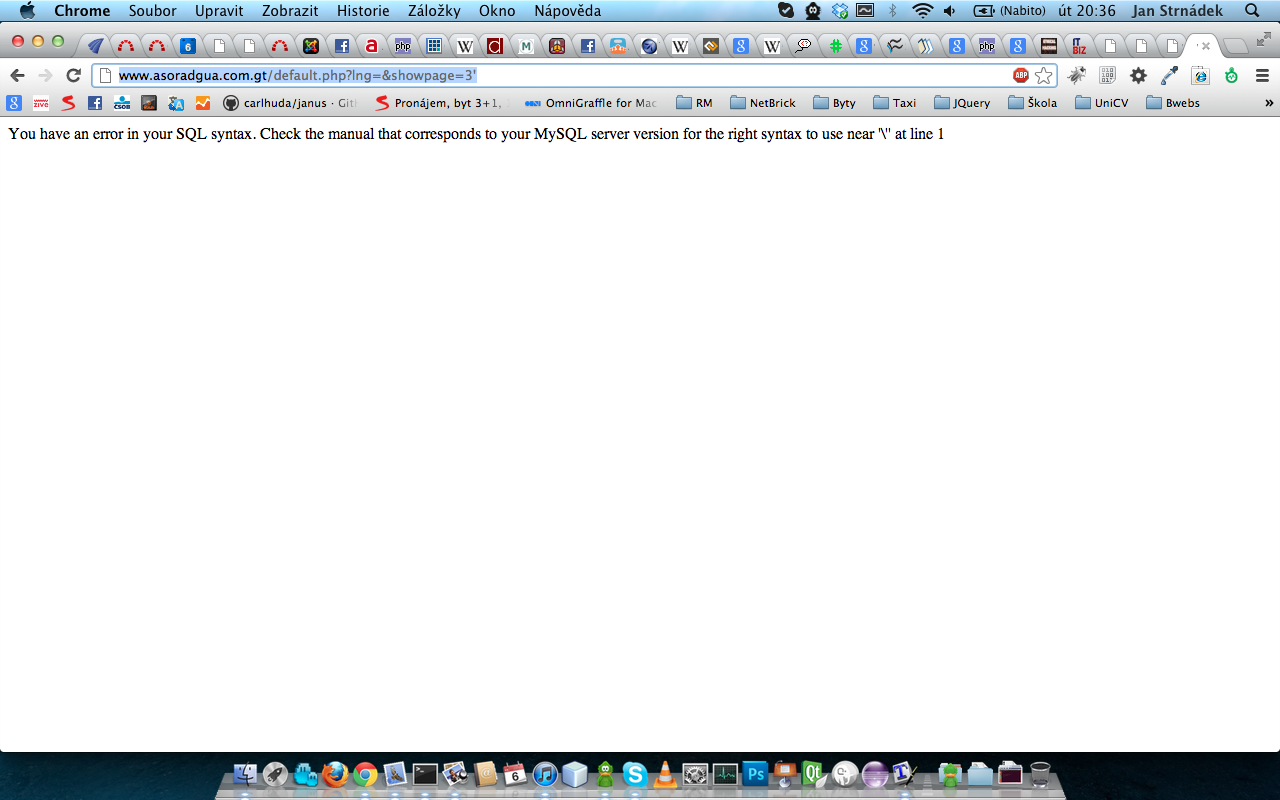 Chrome Soubor Upravit Zobrazit Historie Záložky Okno Nápověda (Nabito) út 20:36 Jan Strnádek
www.asoradgua.com.gt/default.php?lng=&showpage=3' ABP
carlhuda/janus · Git Pronájem, byt 3+1, OmniGraffle for Mac RM NetBrick Byty Taxi JQuery Škola UniCV Bwebs »
You have an error in your SQL syntax. Check the manual that corresponds to your MySQL server version for the right syntax to use near '\'' at line 1